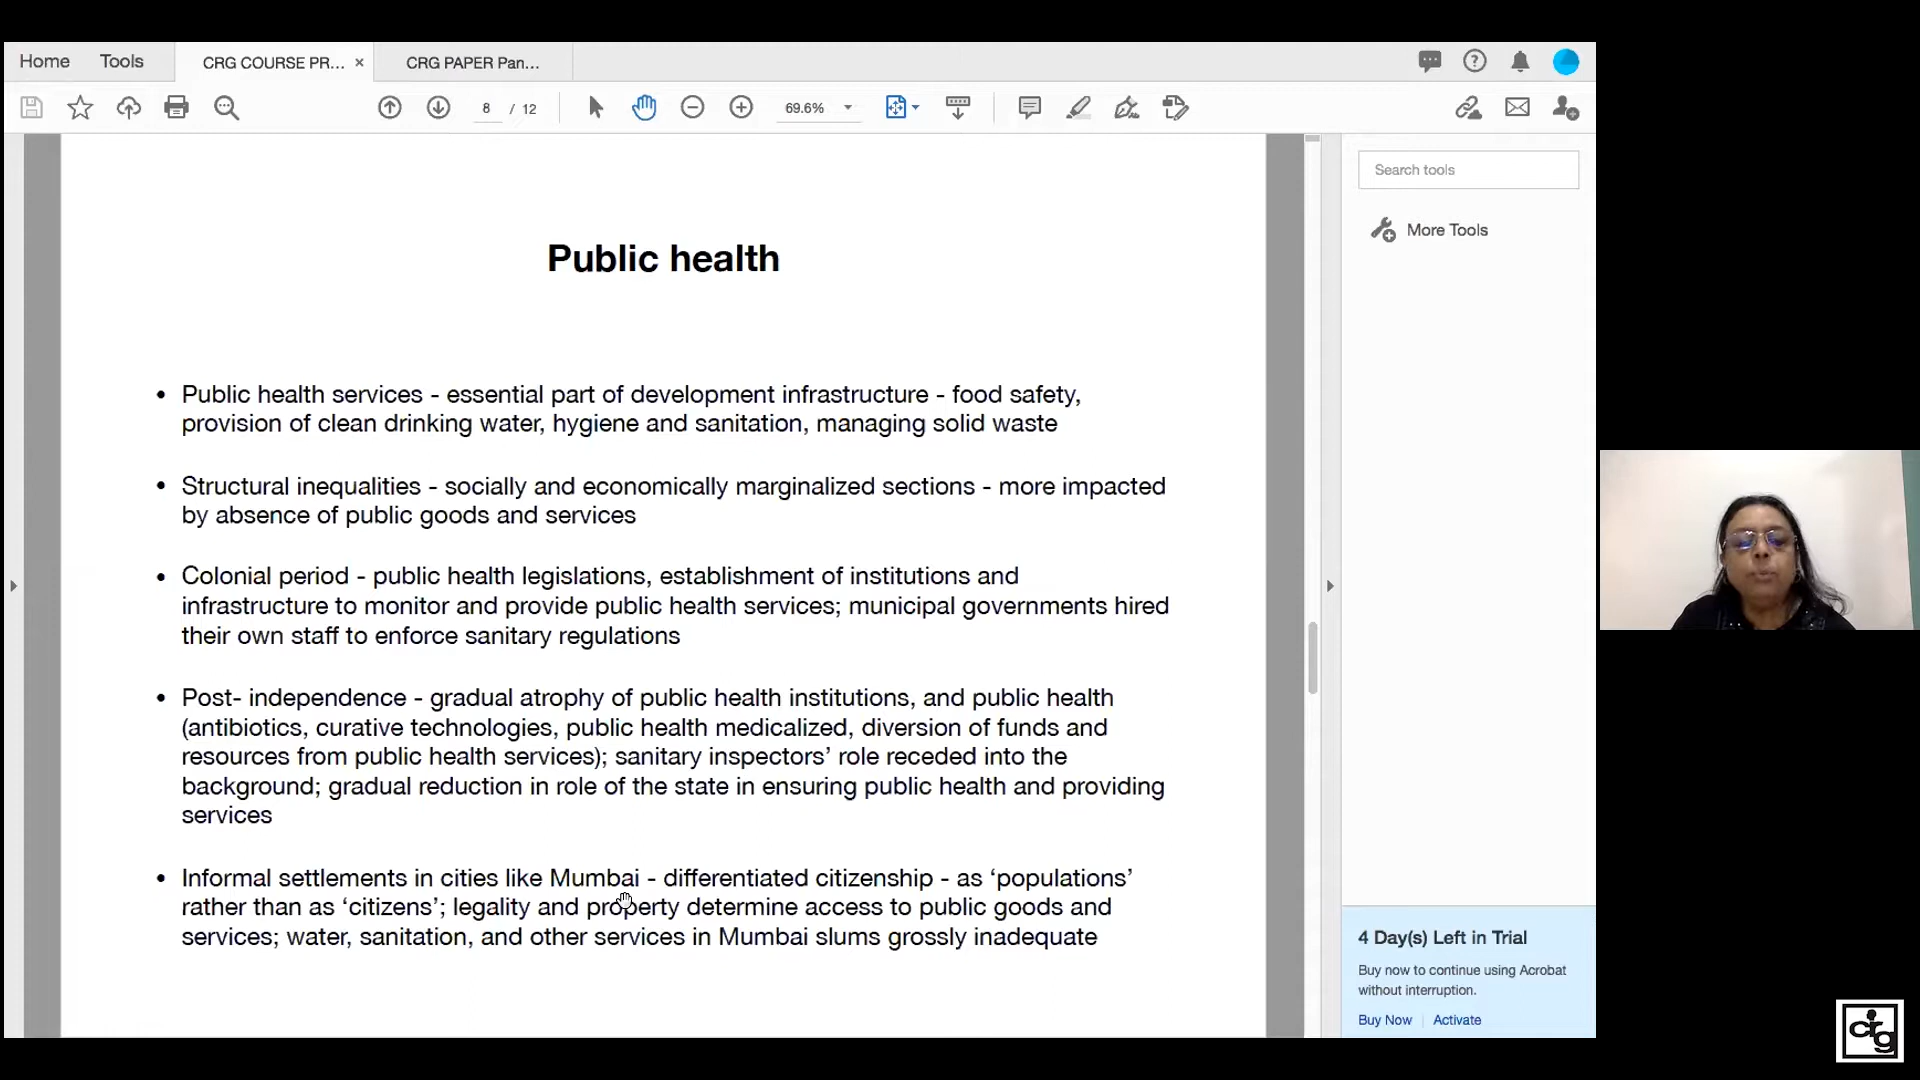 Home Tools CRG COURSE PR... × CRG PAPER Pan...
8 / 12 69.6%
Search tools
More Tools
Public health
• Public health services - essential part of development infrastructure - food safety,
provision of clean drinking water, hygiene and sanitation, managing solid waste
• Structural inequalities - socially and economically marginalized sections - more impacted
by absence of public goods and services
• Colonial period - public health legislations, establishment of institutions and
infrastructure to monitor and provide public health services; municipal governments hired
their own staff to enforce sanitary regulations
• Post- independence - gradual atrophy of public health institutions, and public health
(antibiotics, curative technologies, public health medicalized, diversion of funds and
resources from public health services); sanitary inspectors’ role receded into the
background; gradual reduction in role of the state in ensuring public health and providing
services
• Informal settlements in cities like Mumbai - differentiated citizenship - as ‘populations’
rather than as ‘citizens’; legality and property determine access to public goods and
services; water, sanitation, and other services in Mumbai slums grossly inadequate
4 Day(s) Left in Trial
Buy now to continue using Acrobat
without interruption.
Buy Now | Activate
crg